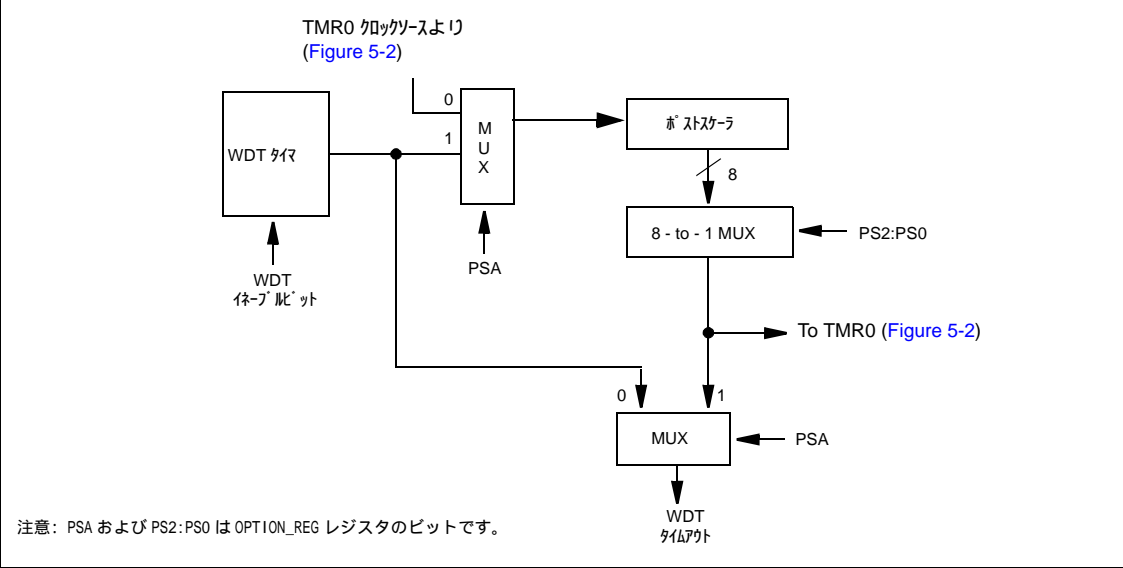 TMR0 ｸﾛｯｸｿｰｽより
(Figure 5-2)
0
1
M
U
X
ﾎﾟｽﾄｽｹｰﾗ
WDT ﾀｲﾏ
8
8 - to - 1 MUX
PS2:PS0
PSA
WDT
ｲﾈｰﾌﾞﾙﾋﾞｯﾄ
To TMR0 (Figure 5-2)
0
1
MUX
PSA
WDT
ﾀｲﾑｱｳﾄ
注意: PSA および PS2:PS0 は OPTION_REG レジスタのビットです。